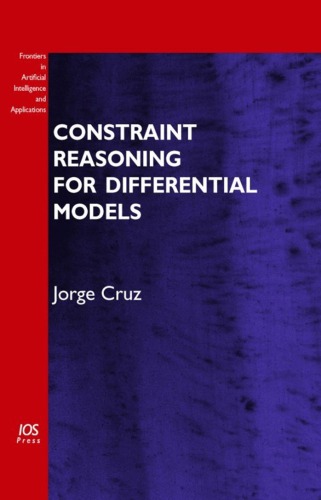 Frontiers
in
Artificial
Intelligence
and
Applications
CONSTRAINT
REASONING
FOR DIFFERENTIAL
MODELS
Jorge Cruz
IOS
Press